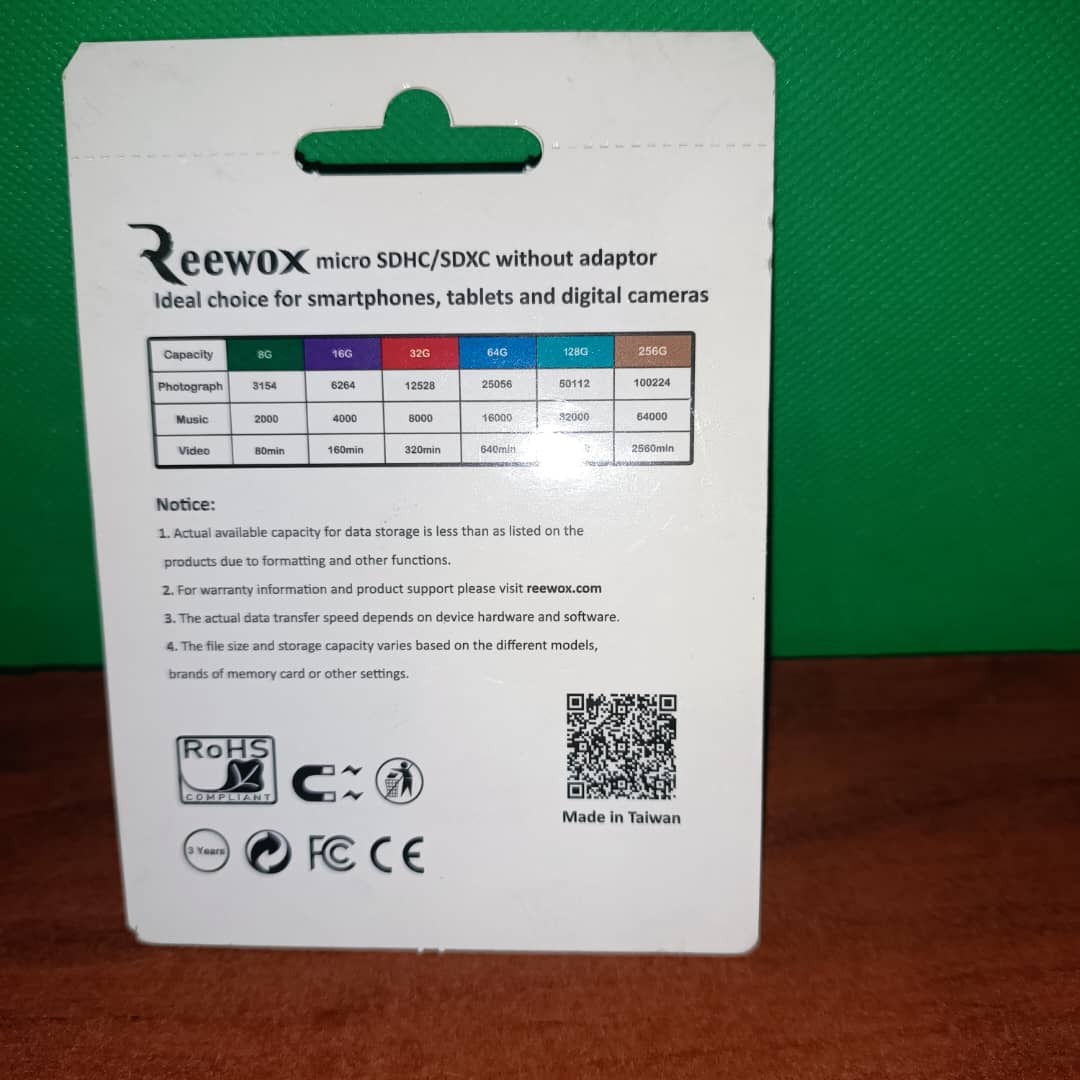 Reewox micro SDHC/SDXC without adaptor
Ideal choice for smartphones, tablets and digital cameras
Capacity 8G 16G 32G 64G 128G 256G
Photograph 3154 6264 12528 25056 50112 100224
Music 2000 4000 8000 16000 32000 64000
Video 80min 160min 320min 640min 2560min
Notice:
1. Actual available capacity for data storage is less than as listed on the
products due to formatting and other functions.
2. For warranty information and product support please visit reewox.com
3. The actual data transfer speed depends on device hardware and software.
4. The file size and storage capacity varies based on the different models,
brands of memory card or other settings.
RoHS
COMPLIANT
Made in Taiwan
3 Years
FC CE